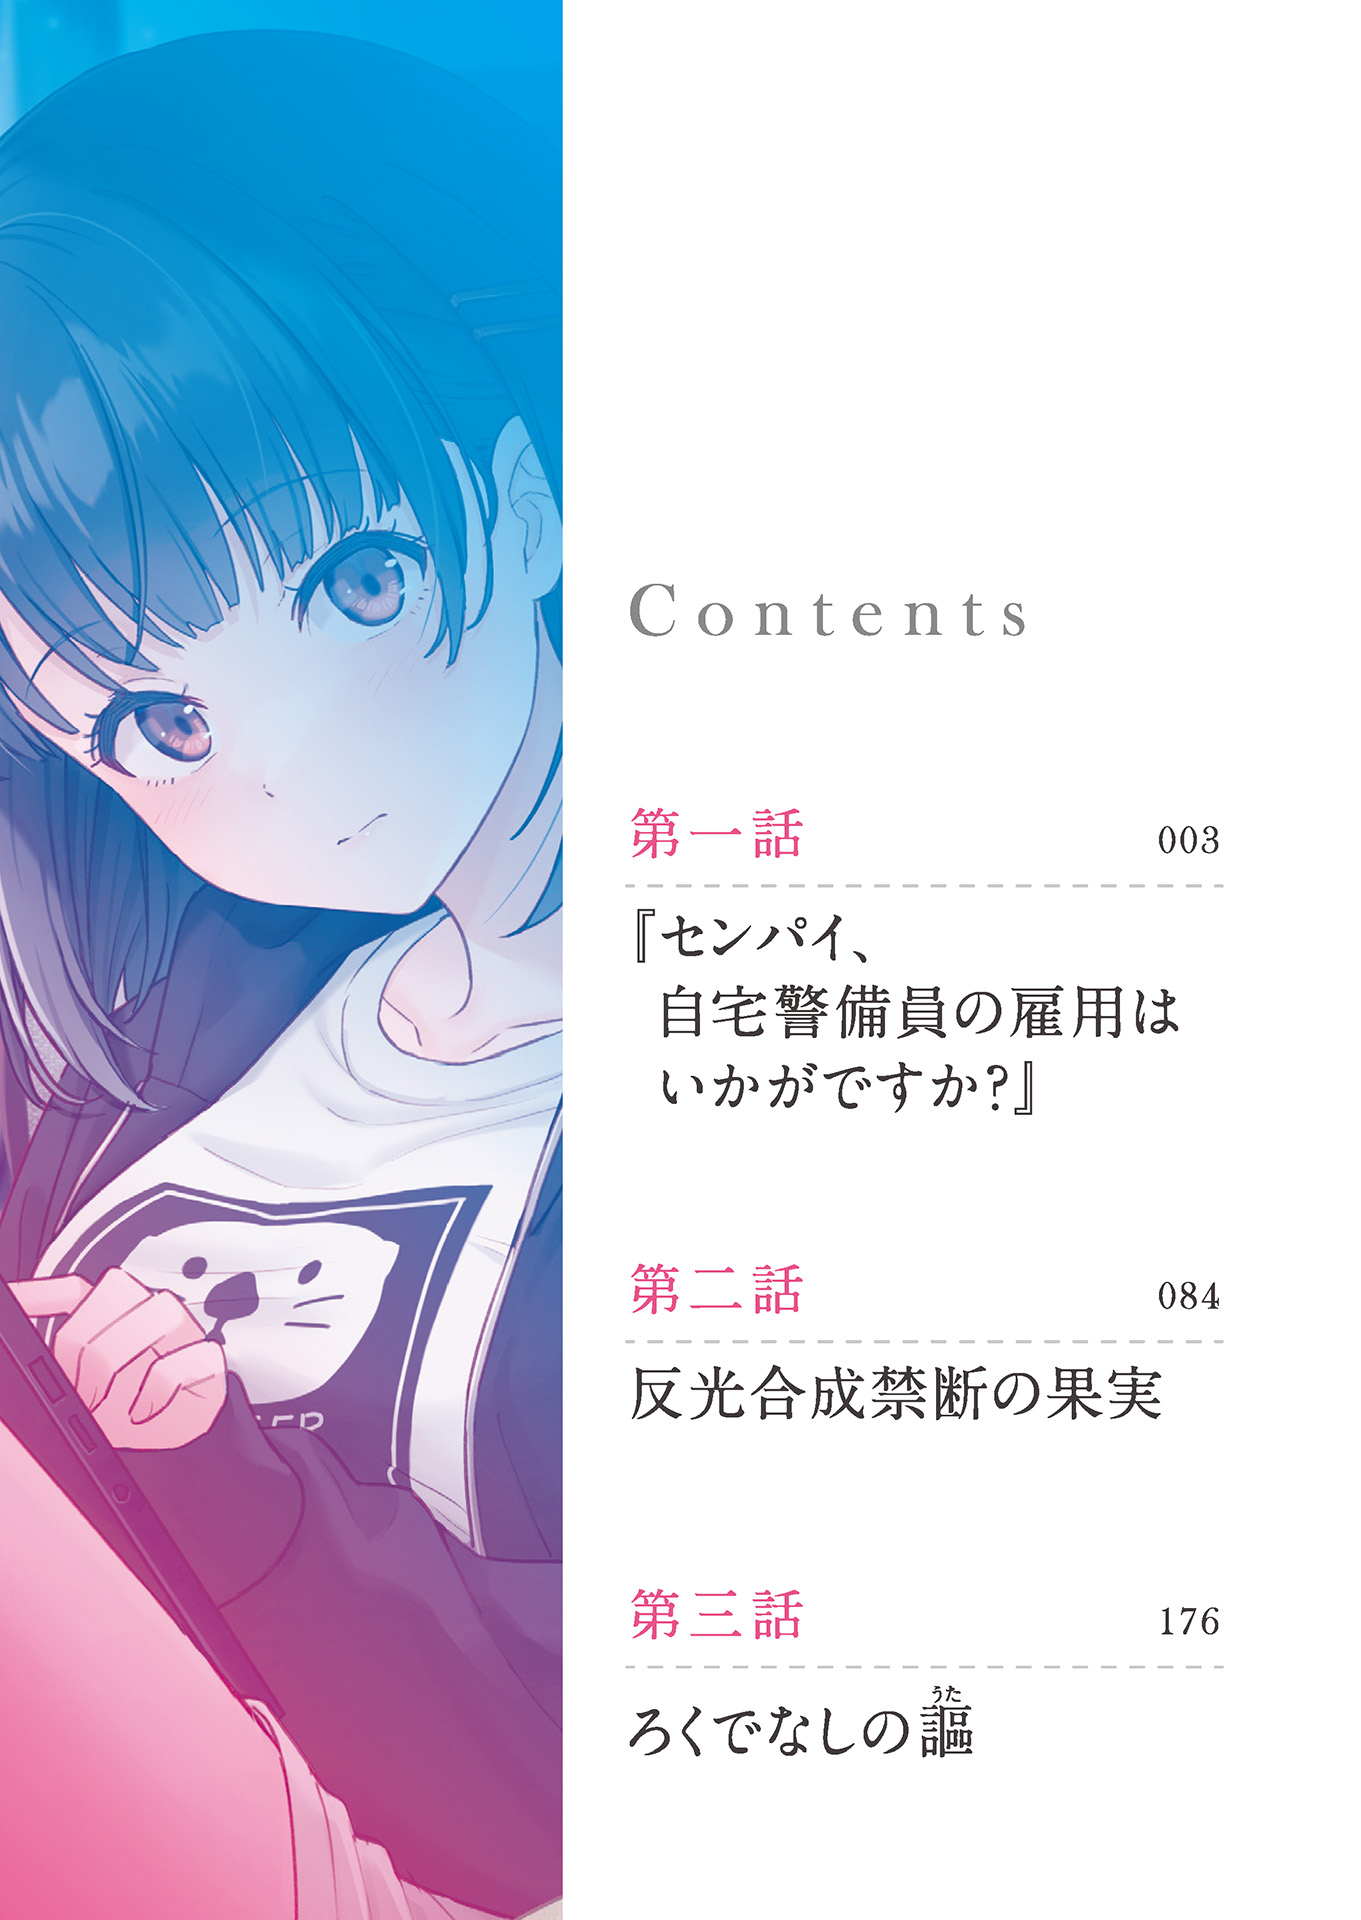 Contents
第一話 003
『センパイ、
自宅警備員の雇用は
いかがですか?』
第二話 084
反光合成禁断の果実
第三話 176
うた
ろくでなしの謳